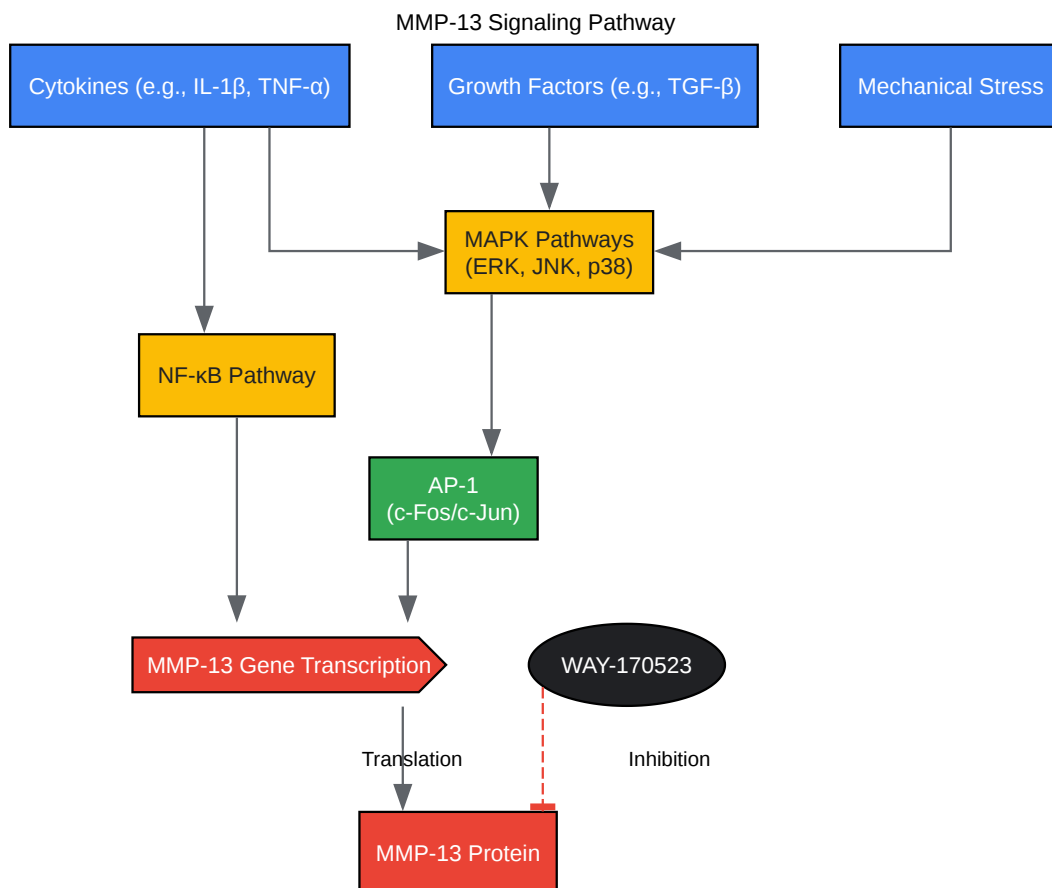 MMP-13 Signaling Pathway
Cytokines (e.g., IL-1β, TNF-α)
Growth Factors (e.g., TGF-β)
Mechanical Stress
MAPK Pathways
(ERK, JNK, p38)
NF-κB Pathway
AP-1
(c-Fos/c-Jun)
MMP-13 Gene Transcription
WAY-170523
Translation
Inhibition
MMP-13 Protein